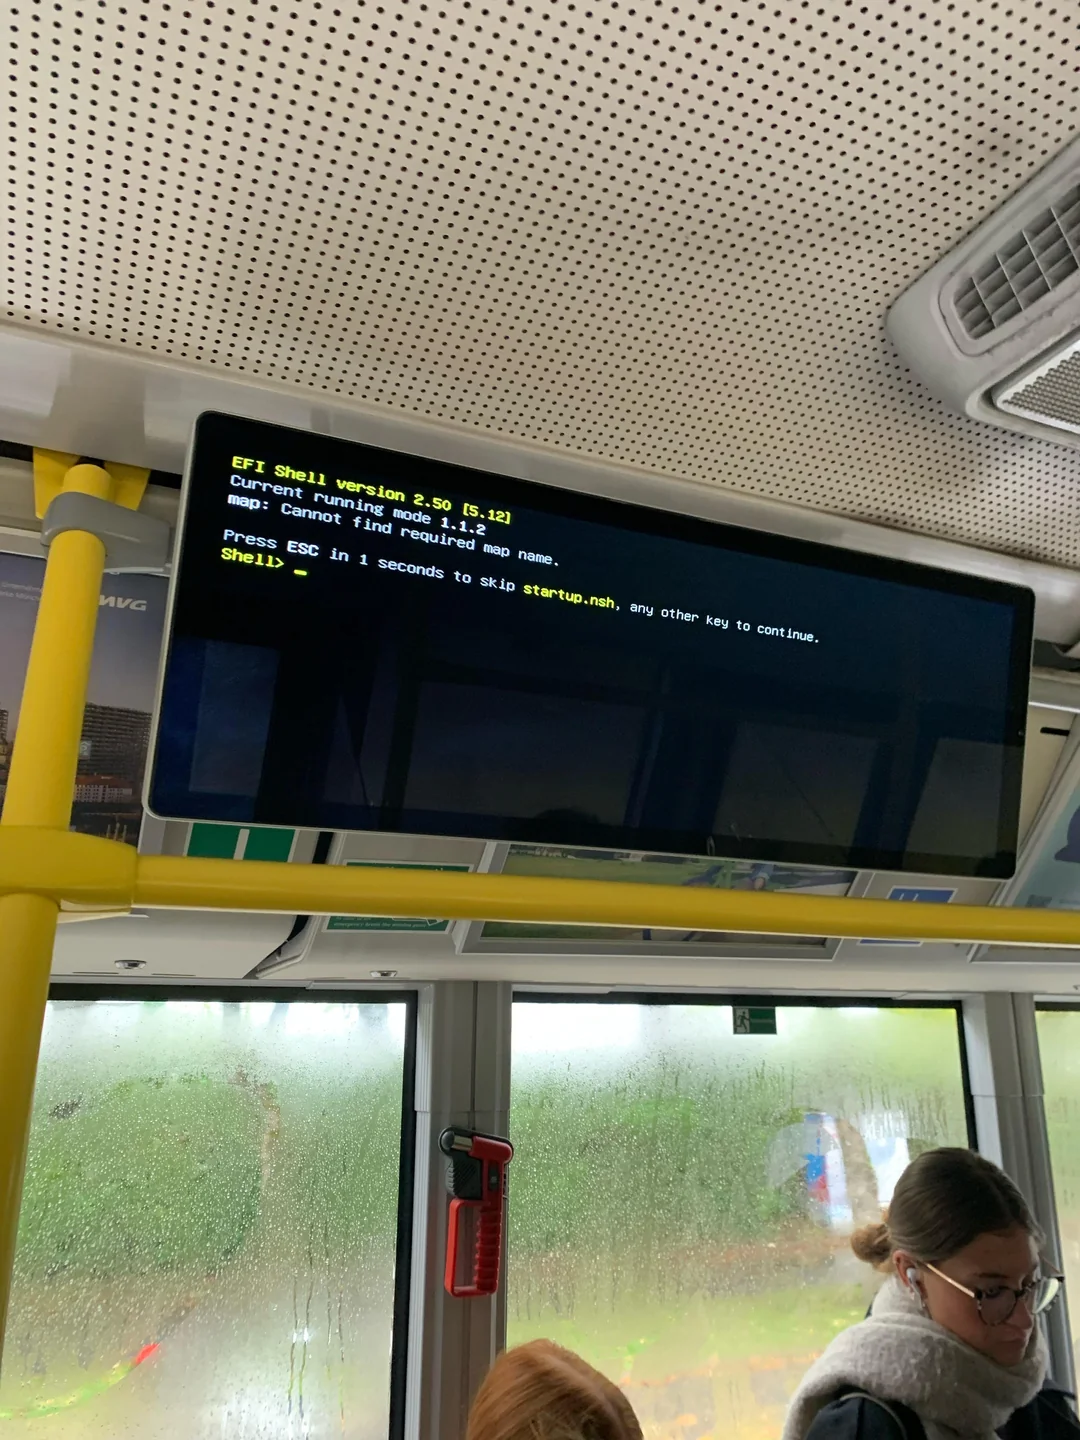 EFI Shell version 2.50 [5.12]
Current running mode 1.1.2
map: Cannot find required map name.
Press ESC in 1 seconds to skip startup.nsh, any other key to continue.
Shell> _
MVG